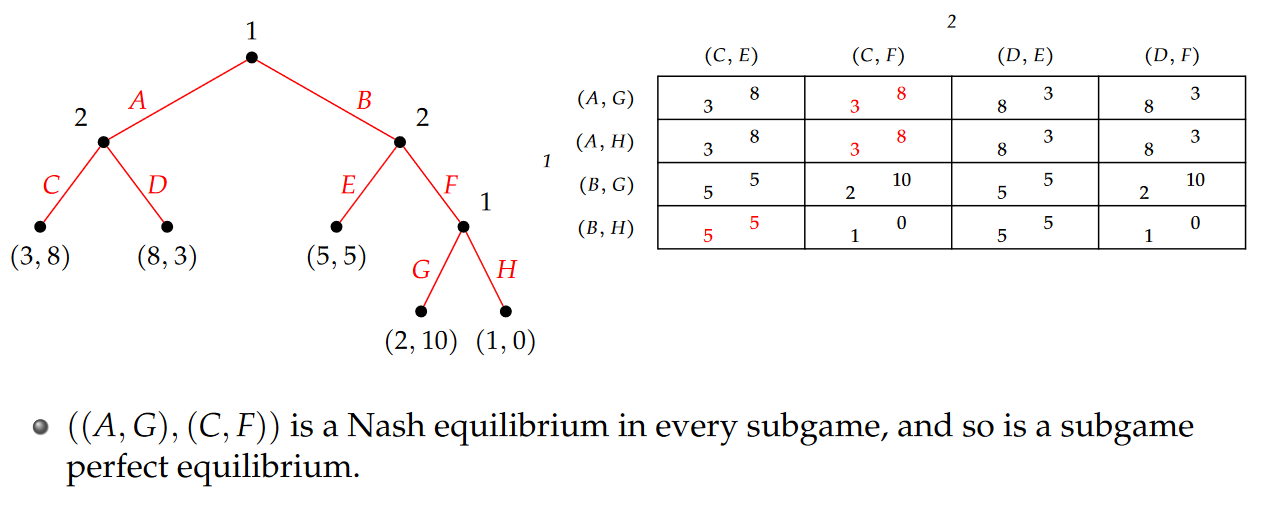 1
A
B
2
2
C
D
E
F
1
(3, 8)
(8, 3)
(5, 5)
G
H
(2, 10)
(1, 0)
2
(C, E) (C, F) (D, E) (D, F)
1
(A, G) 3 8 3 8 8 3 8 3
(A, H) 3 8 3 8 8 3 8 3
(B, G) 5 5 2 10 5 5 2 10
(B, H) 5 5 1 0 5 5 1 0
((A, G), (C, F)) is a Nash equilibrium in every subgame, and so is a subgame
perfect equilibrium.